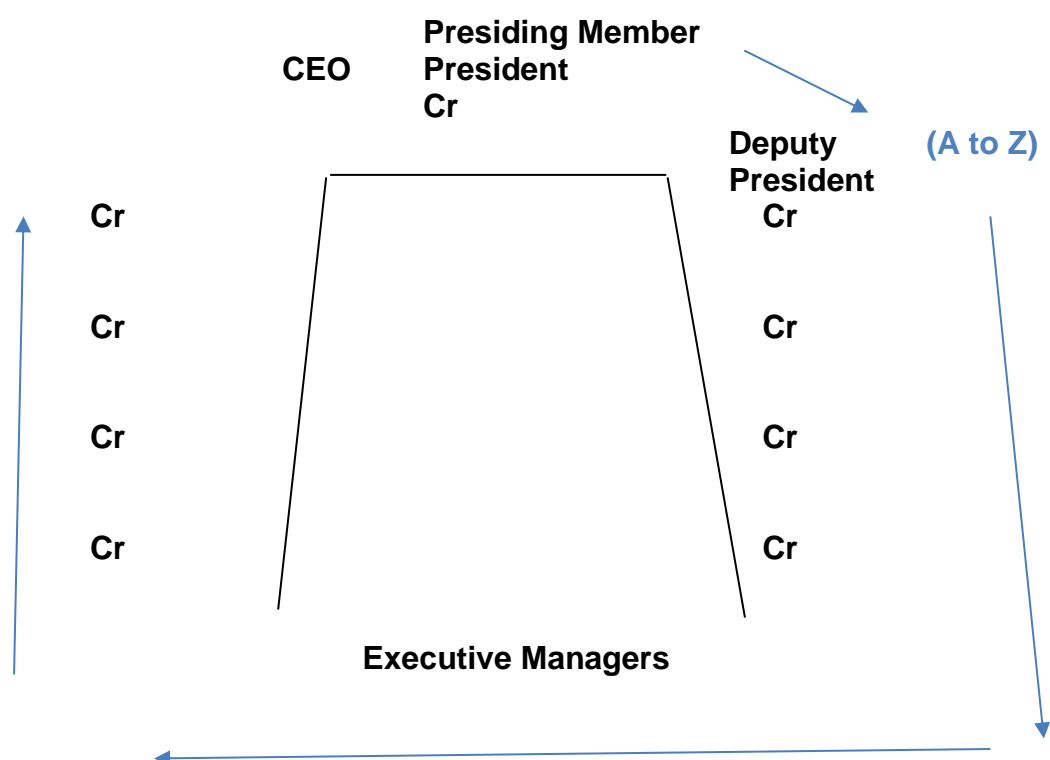 Presiding Member
CEO President
Cr
Deputy (A to Z)
President
Cr Cr
Cr Cr
Cr Cr
Cr Cr
Executive Managers